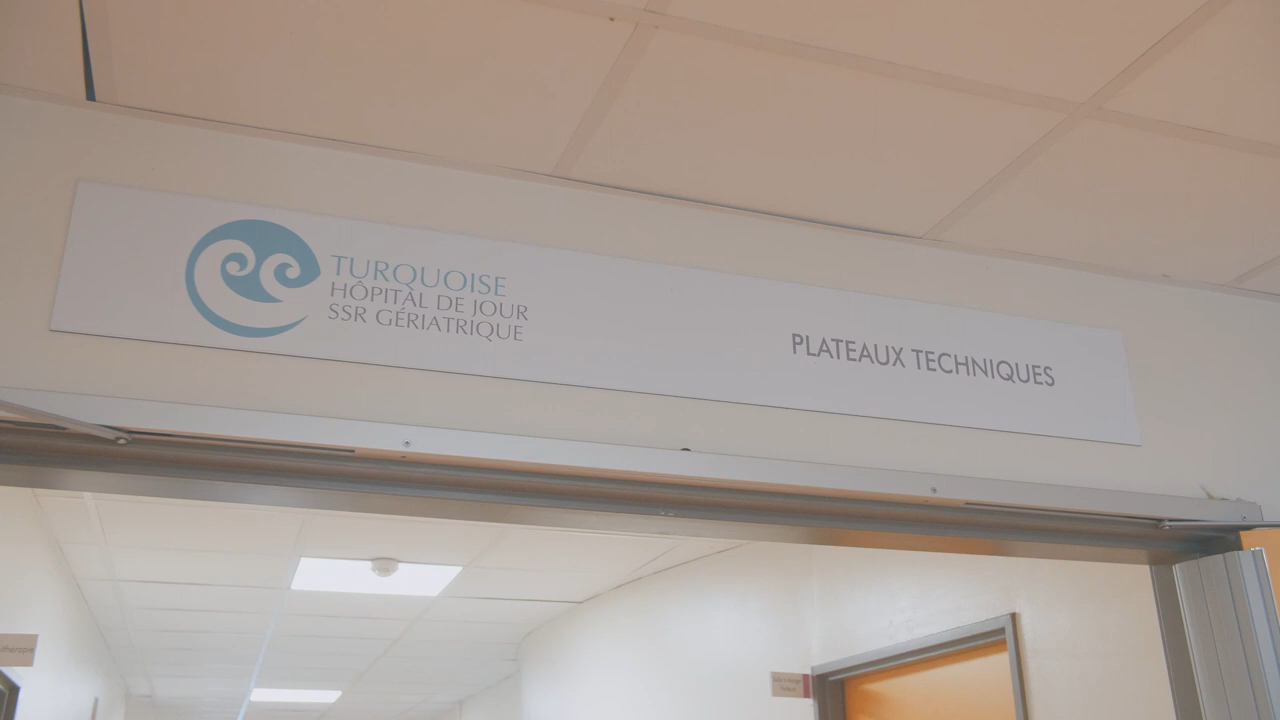 TURQUOISE
HÔPITAL DE JOUR
SSR GÉRIATRIQUE
PLATEAUX TECHNIQUES